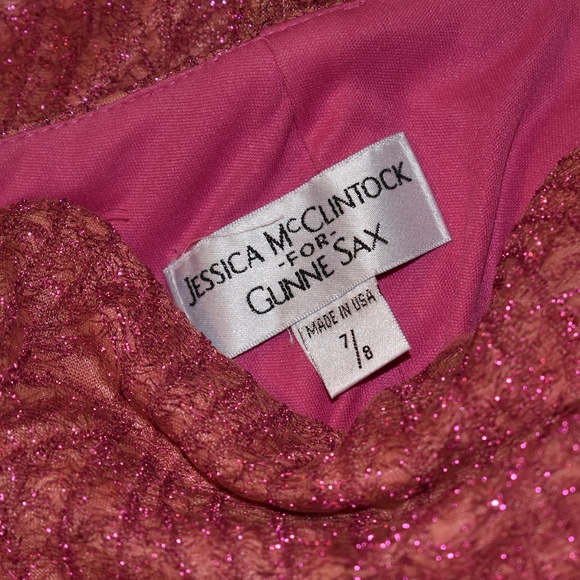 JESSICA McCLINTOCK
-FOR-
GUNNE SAX
MADE IN USA
7/8